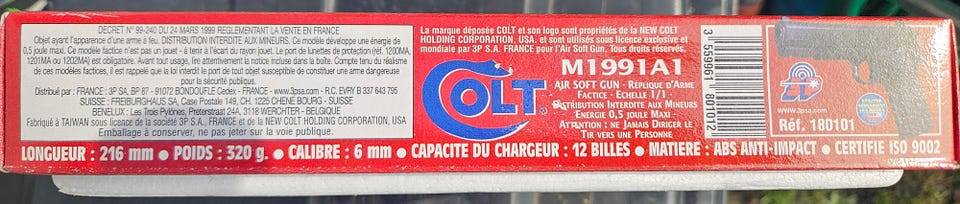 DECRET N° 99-240 DU 24 MARS 1999 REGLEMENTANT LA VENTE EN FRANCE
Objet ayant l'apparence d'une arme à feu. DISTRIBUTION INTERDITE AUX MINEURS. Ce modèle développe une énergie de
0,5 joule maxi. Ce modèle factice n'est pas un jouet - à tenir à l'écart du rayon jouet. Le port de lunettes de protection (réf. 1200MA,
1201MA ou 1202MA) est obligatoire. Avant tout usage, lire attentivement la notice incluse dans la boîte. Compte tenu du réalisme
de ces modèles factices, il est rappelé que la loi interdit le port de tout objet susceptible de constituer une arme dangereuse
pour la sécurité publique.
Distribué par : FRANCE : 3P SA, BP 87 - 91070 BONDOUFLE Cedex - FRANCE - www.3psa.com - R.C. EVRY B 337 643 795
SUISSE : FREIBURGHAUS SA, Case Postale 149, CH. 1225 CHENE BOURG - SUISSE
BENELUX : Les Trois Pylônes, Preterstraat 24A, 3118 WERCHTER - BELGIQUE
Fabriqué à TAIWAN sous licence de la société 3P S.A. FRANCE et de la NEW COLT HOLDING CORPORATION, USA
Emballage à conserver, ne pas jeter sur la voie publique.
COLT
®
La marque déposée COLT et son logo sont propriétés de la NEW COLT
HOLDING CORPORATION, USA. et sont utilisés sous licence exclusive et
mondiale par 3P S.A. FRANCE pour l'Air Soft Gun. Tous droits réservés.
M1991A1
AIR SOFT GUN - REPLIQUE D'ARME
FACTICE - ECHELLE 1/1
DISTRIBUTION INTERDITE AUX MINEURS
ENERGIE 0,5 JOULE MAXI
ATTENTION : NE JAMAIS DIRIGER LE
TIR VERS UNE PERSONNE
3 559961 801012
www.3psa.com
Réf. 180101
LONGUEUR : 216 mm • POIDS : 320 g. • CALIBRE : 6 mm • CAPACITE DU CHARGEUR : 12 BILLES • MATIERE : ABS ANTI-IMPACT • CERTIFIE ISO 9002